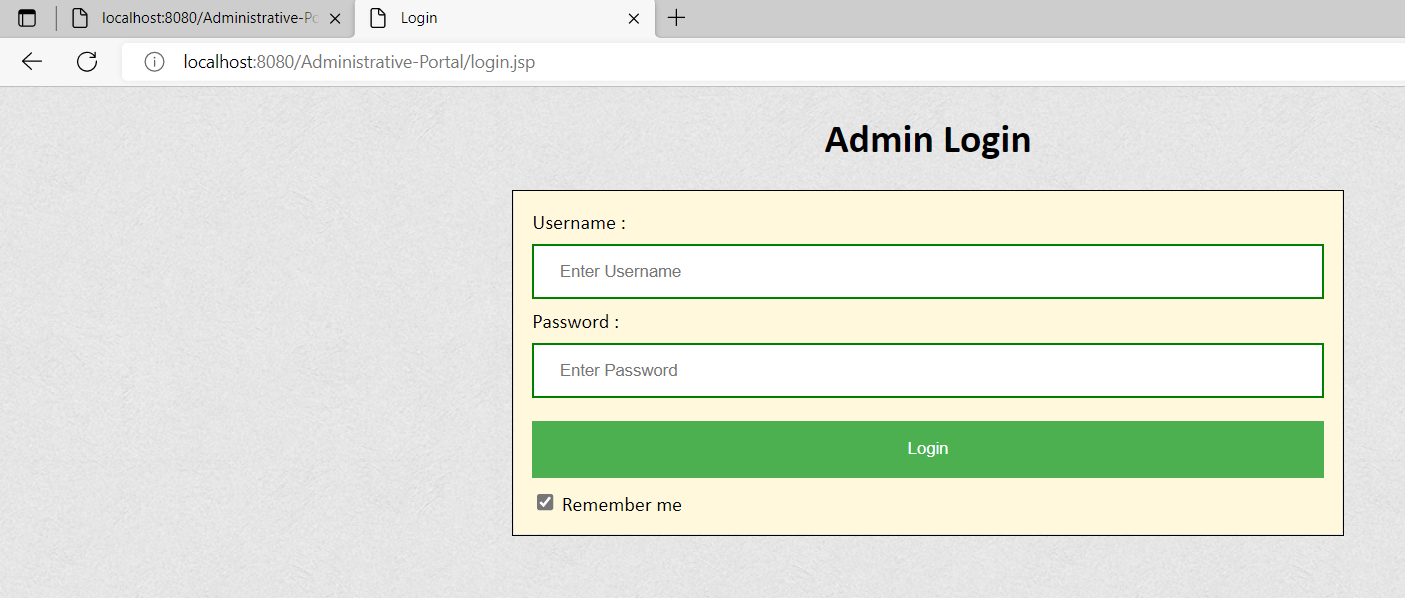 localhost:8080/Administrative-Po
Login
localhost:8080/Administrative-Portal/login.jsp
Admin Login
Username :
Enter Username
Password :
Enter Password
Login
Remember me